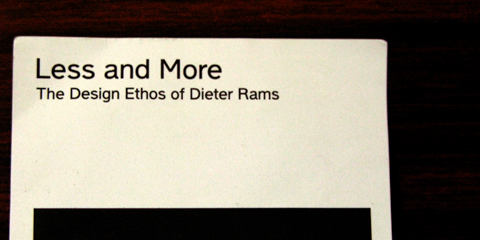 Less and More
The Design Ethos of Dieter Rams